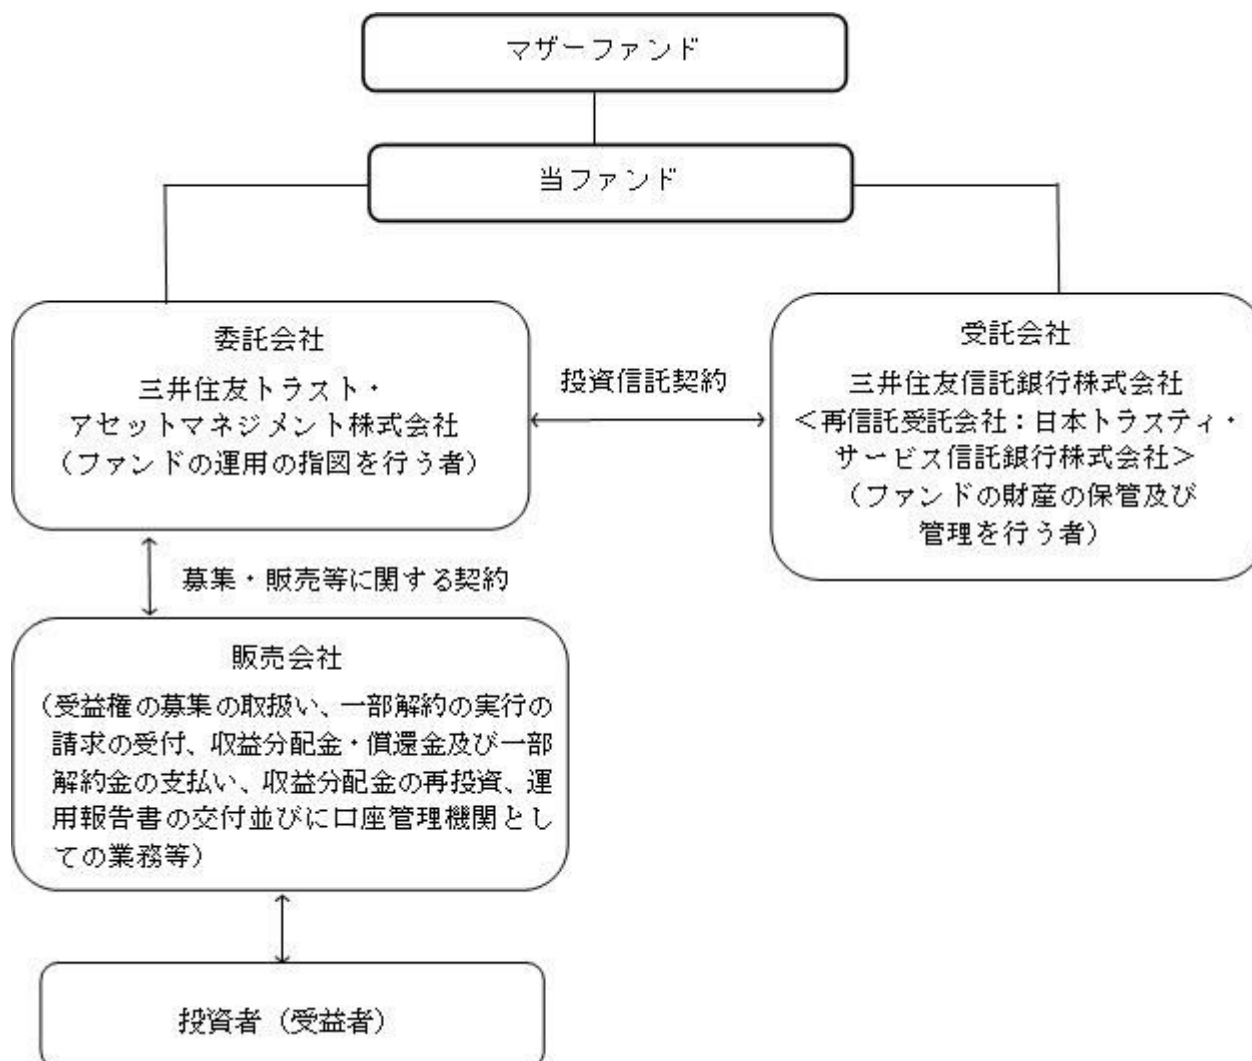 マザーファンド
当ファンド
委託会社
三井住友トラスト・
アセットマネジメント株式会社
（ファンドの運用の指図を行う者）
投資信託契約
受託会社
三井住友信託銀行株式会社
＜再信託受託会社：日本トラスティ・
サービス信託銀行株式会社＞
（ファンドの財産の保管及び
管理を行う者）
募集・販売等に関する契約
販売会社
（受益権の募集の取扱い、一部解約の実行の
請求の受付、収益分配金・償還金及び一部
解約金の支払い、収益分配金の再投資、運
用報告書の交付並びに口座管理機関とし
ての業務等）
投資者（受益者）